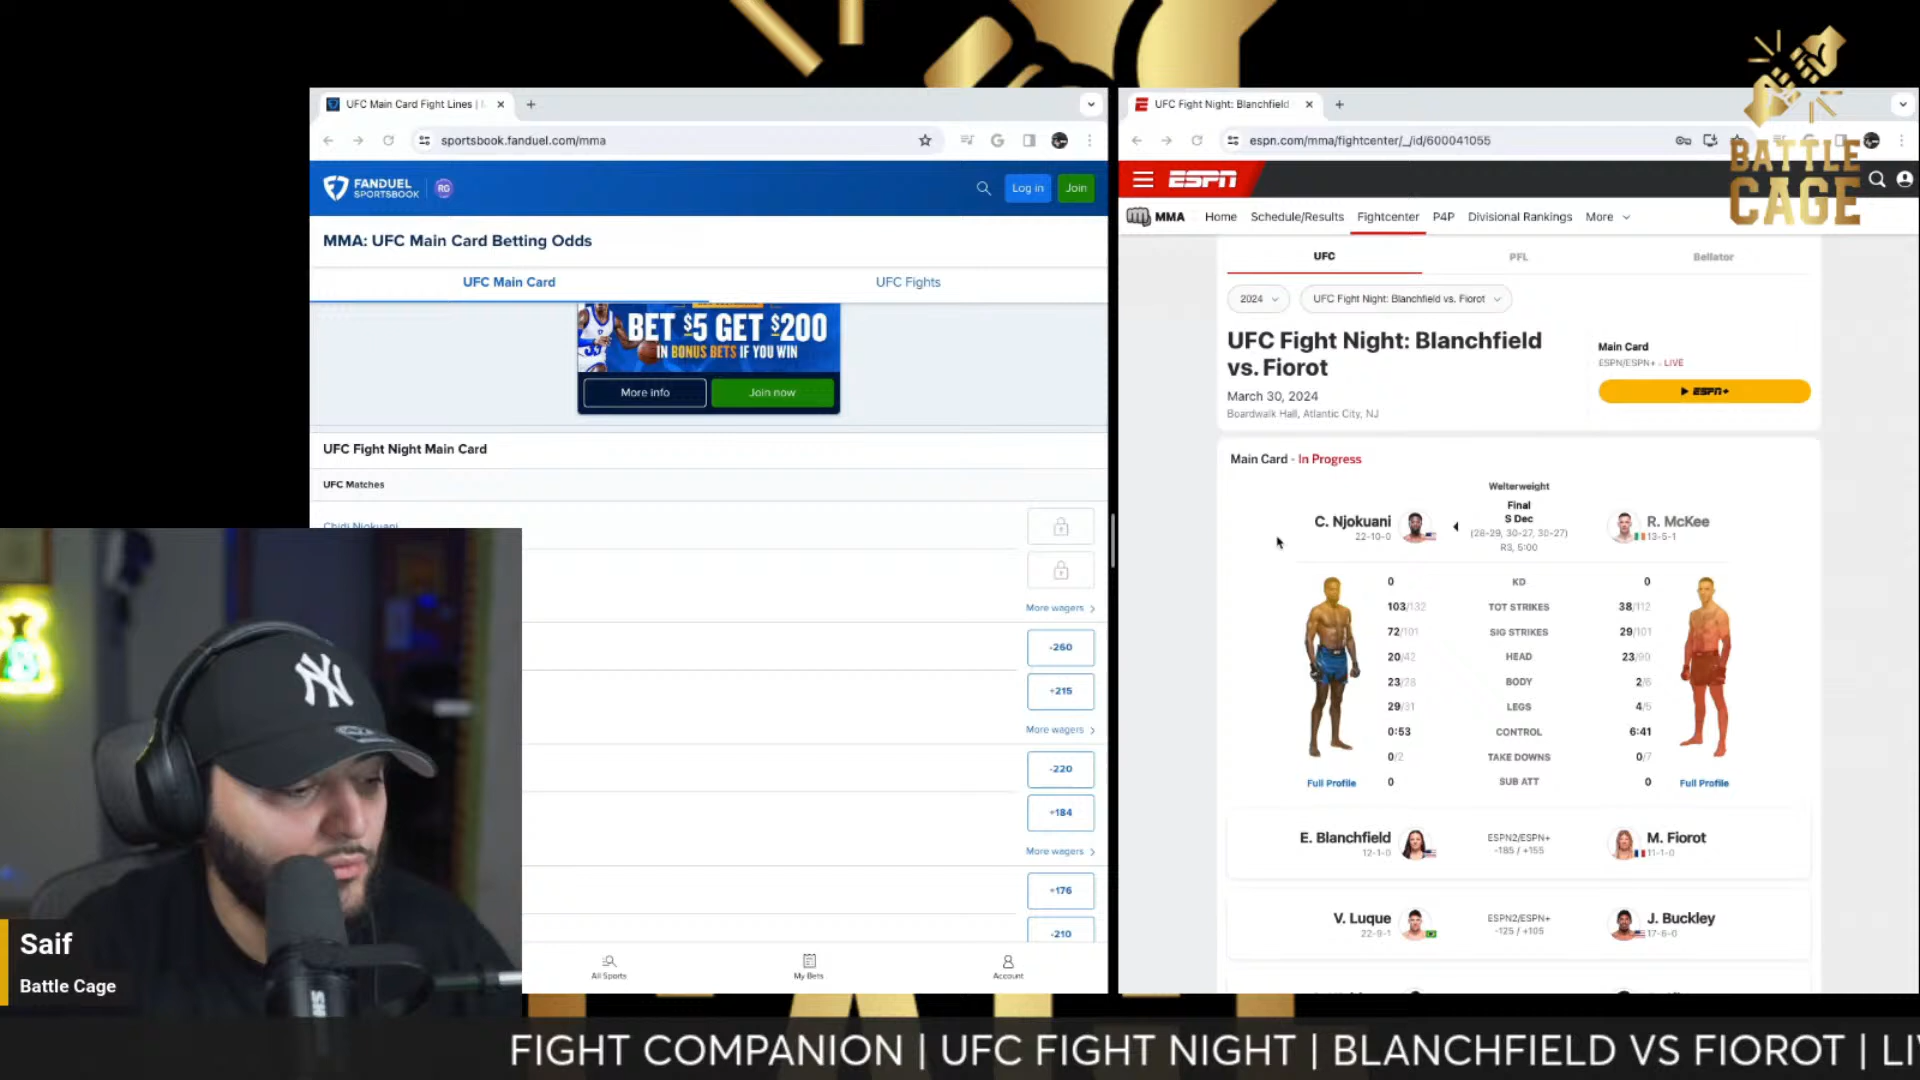 UFC Main Card Fight Lines |
sportsbook.fanduel.com/mma
FANDUEL
SPORTSBOOK
RG
Log in
Join
MMA: UFC Main Card Betting Odds
UFC Main Card
UFC Fights
BET $5 GET $200
IN BONUS BETS IF YOU WIN
More info
Join now
UFC Fight Night Main Card
UFC Matches
Chidi Njokuani
More wagers
-260
+215
More wagers
-220
+184
More wagers
+176
-210
All Sports
My Bets
Account
UFC Fight Night: Blanchfield
espn.com/mma/fightcenter/_/id/600041055
BATTLE
CAGE
ESPN
MMA
Home
Schedule/Results
Fightcenter
P4P
Divisional Rankings
More
UFC
PFL
Bellator
2024
UFC Fight Night: Blanchfield vs. Fiorot
UFC Fight Night: Blanchfield
vs. Fiorot
March 30, 2024
Boardwalk Hall, Atlantic City, NJ
Main Card
ESPN/ESPN+ - LIVE
ESPN+
Main Card - In Progress
Welterweight
Final
S Dec
(28-29, 30-27, 30-27)
R3, 5:00
C. Njokuani
22-10-0
R. McKee
13-5-1
0 KD 0
103/132 TOT STRIKES 38/112
72/101 SIG STRIKES 29/101
20/42 HEAD 23/90
23/28 BODY 2/6
29/31 LEGS 4/5
0:53 CONTROL 6:41
0/2 TAKE DOWNS 0/7
0 SUB ATT 0
Full Profile
Full Profile
E. Blanchfield
12-1-0
ESPN2/ESPN+
-185 / +155
M. Fiorot
11-1-0
V. Luque
22-9-1
ESPN2/ESPN+
-125 / +105
J. Buckley
17-6-0
NY
Saif
Battle Cage
FIGHT COMPANION | UFC FIGHT NIGHT | BLANCHFIELD VS FIOROT | LIV